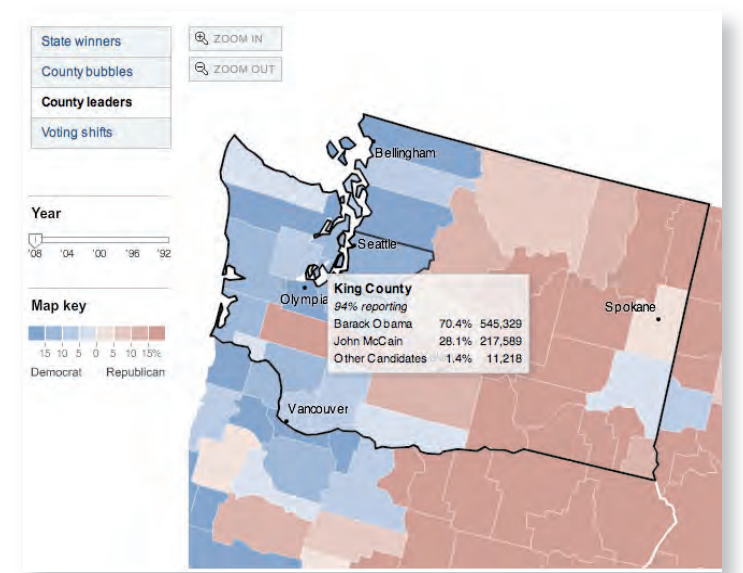 State winners
County bubbles
County leaders
Voting shifts
ZOOM IN
ZOOM OUT
Year
'08 '04 '00 '96 '92
Map key
15 10 5 0 5 10 15%
Democrat Republican
Bellingham
Seattle
Olympia
Spokane
Vancouver
King County
94% reporting
Barack Obama 70.4% 545,329
John McCain 28.1% 217,589
Other Candidates 1.4% 11,218